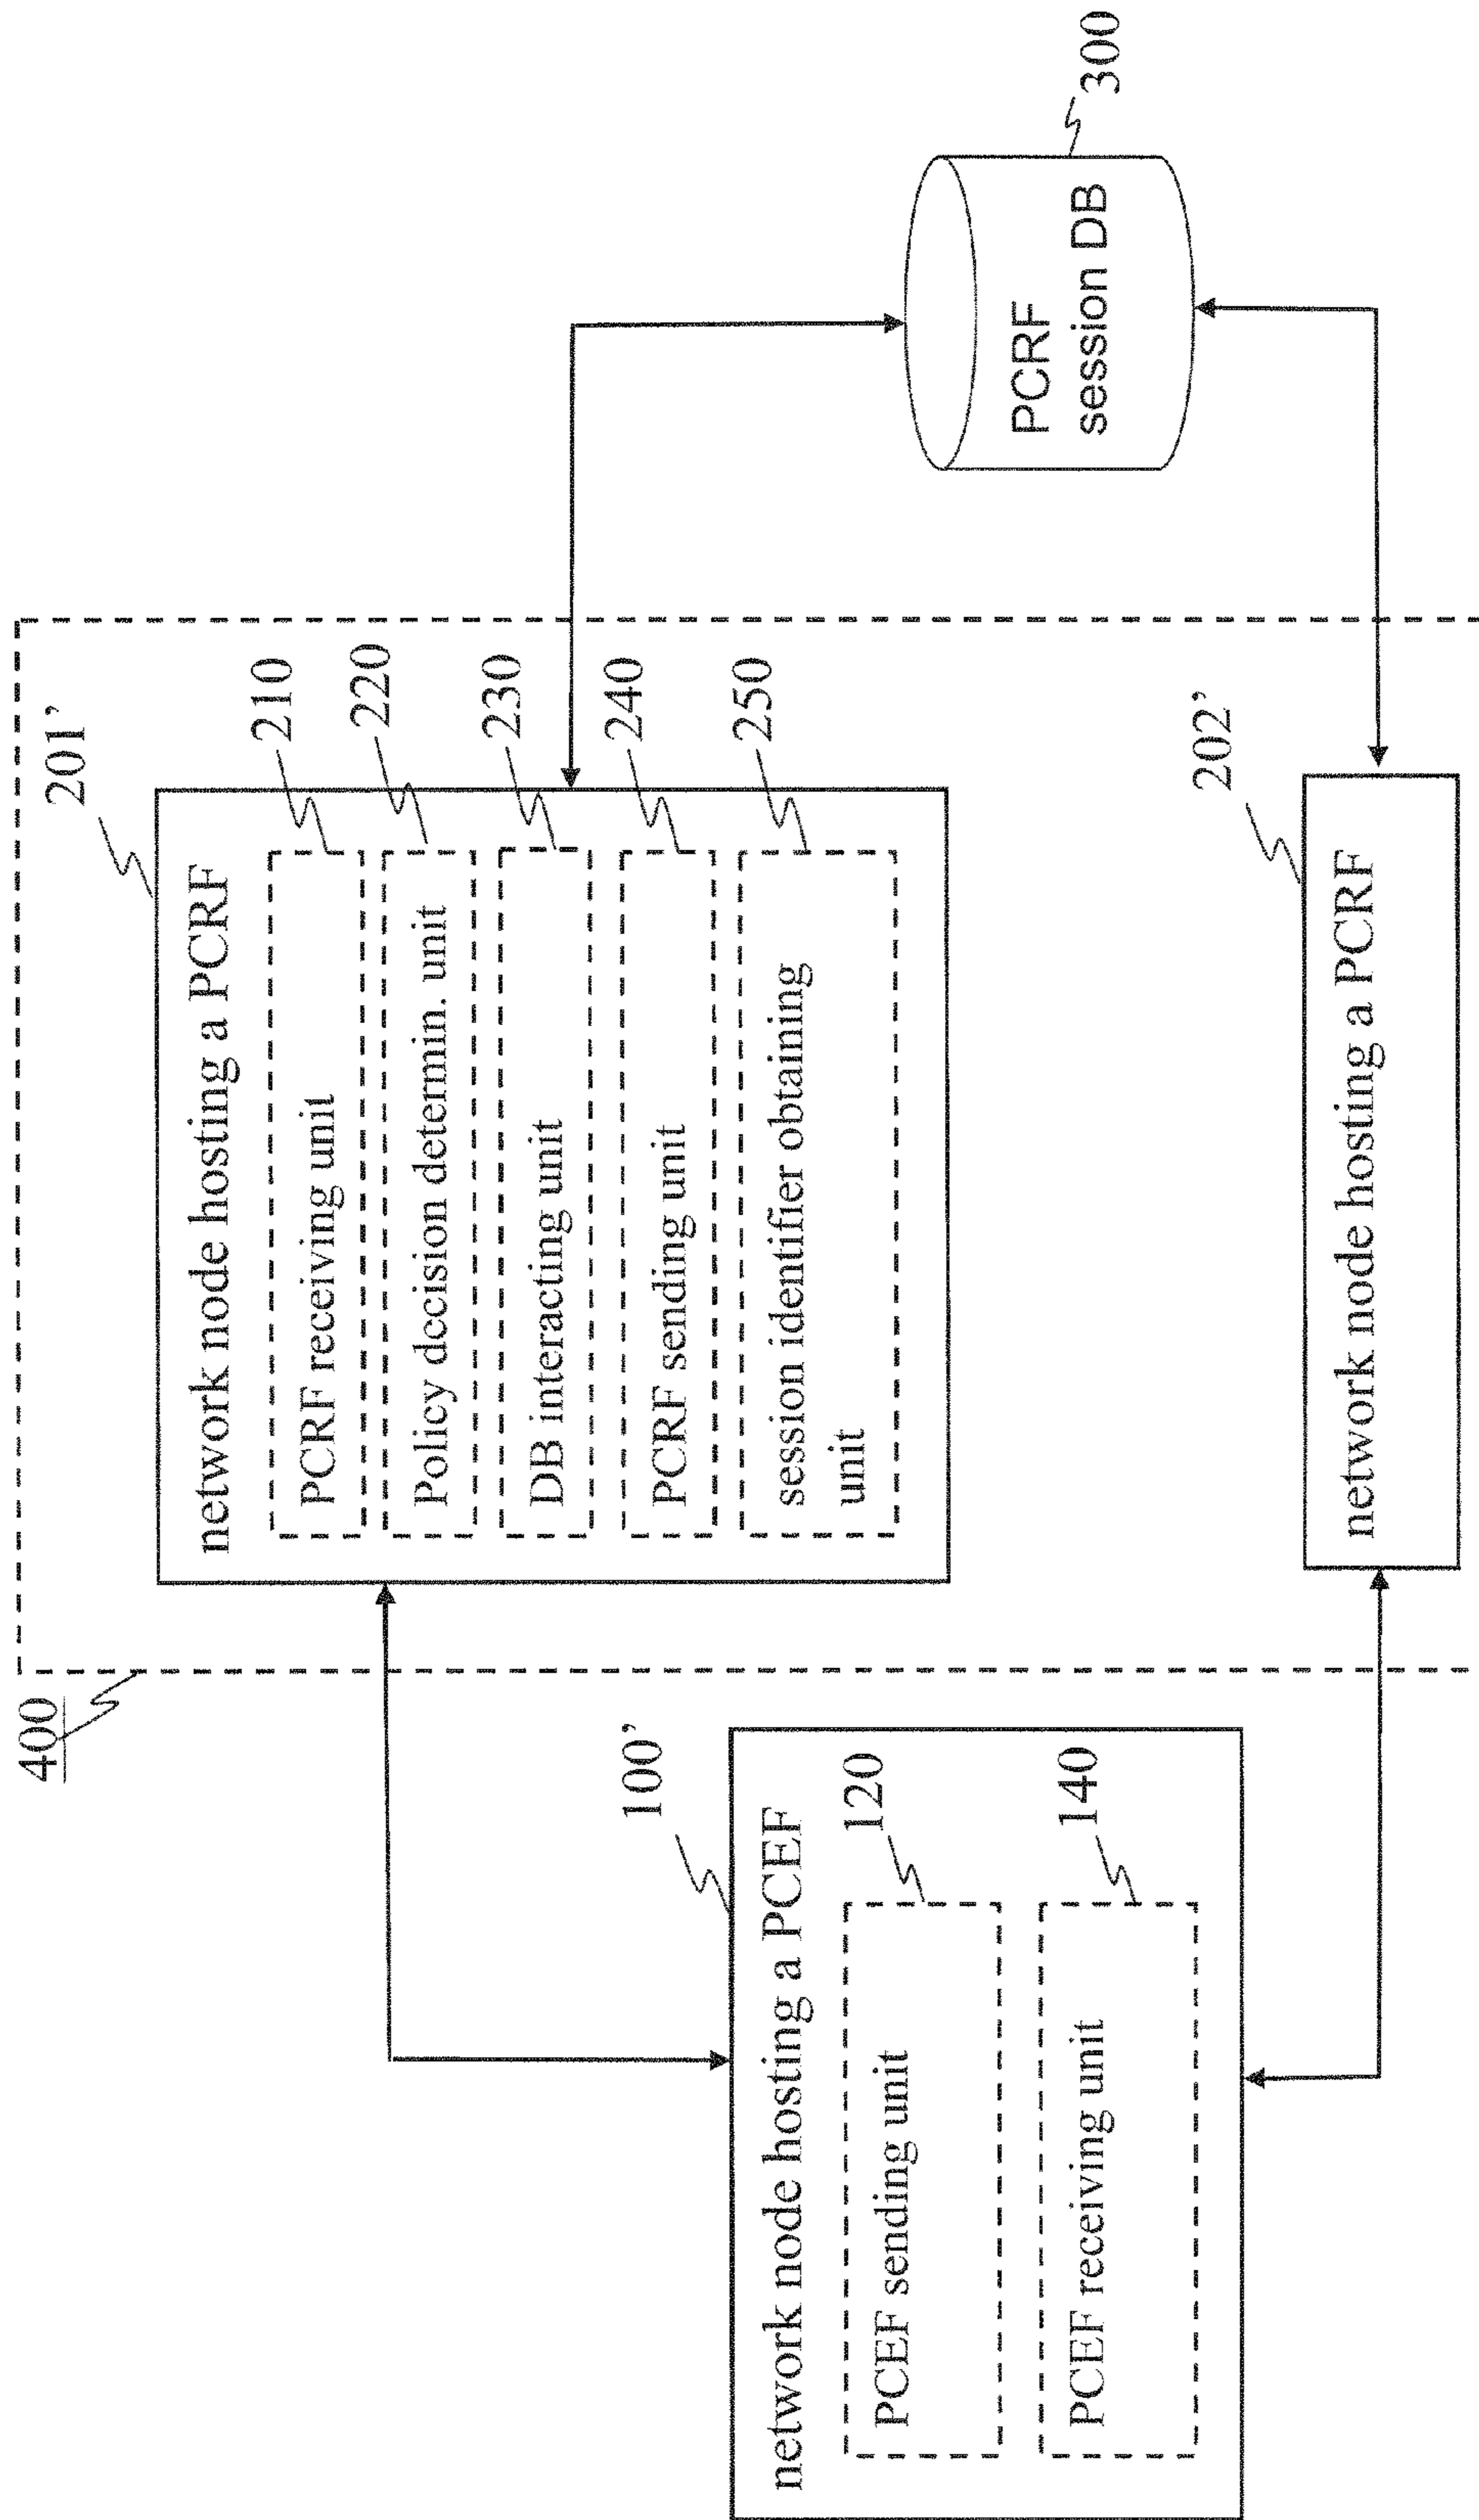 400
201'
network node hosting a PCRF
PCRF receiving unit
210
Policy decision determin. unit
220
DB interacting unit
230
PCRF sending unit
240
session identifier obtaining
unit
250
network node hosting a PCEF
100'
PCEF sending unit
120
PCEF receiving unit
140
202'
network node hosting a PCRF
PCRF
session DB
300